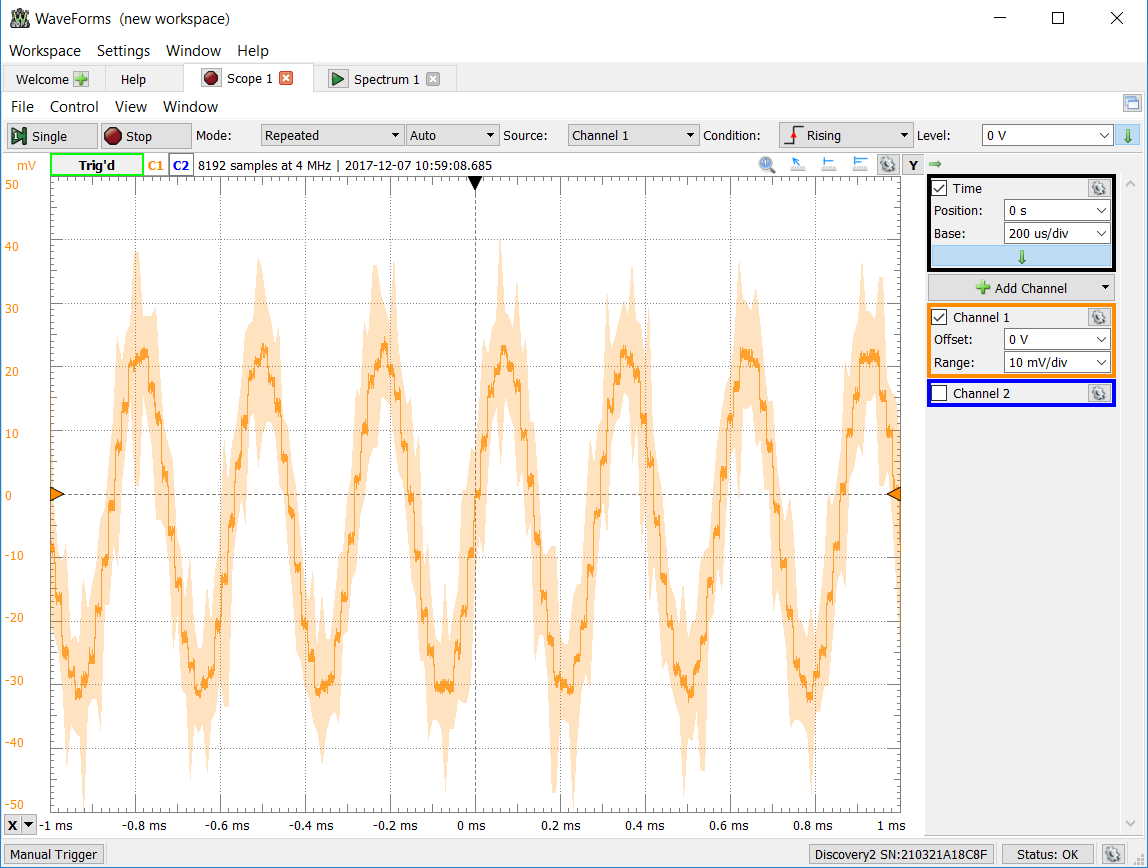 WaveForms (new workspace)
Workspace Settings Window Help
Welcome Help Scope 1 Spectrum 1
File Control View Window
Single Stop Mode: Repeated Auto Source: Channel 1 Condition: Rising Level: 0 V
mV Trig'd C1 C2 8192 samples at 4 MHz | 2017-12-07 10:59:08.685 Y
50
40
30
20
10
0
-10
-20
-30
-40
-50
Time
Position: 0 s
Base: 200 us/div
Add Channel
Channel 1
Offset: 0 V
Range: 10 mV/div
Channel 2
X -1 ms -0.8 ms -0.6 ms -0.4 ms -0.2 ms 0 ms 0.2 ms 0.4 ms 0.6 ms 0.8 ms 1 ms
Manual Trigger Discovery2 SN:210321A18C8F Status: OK